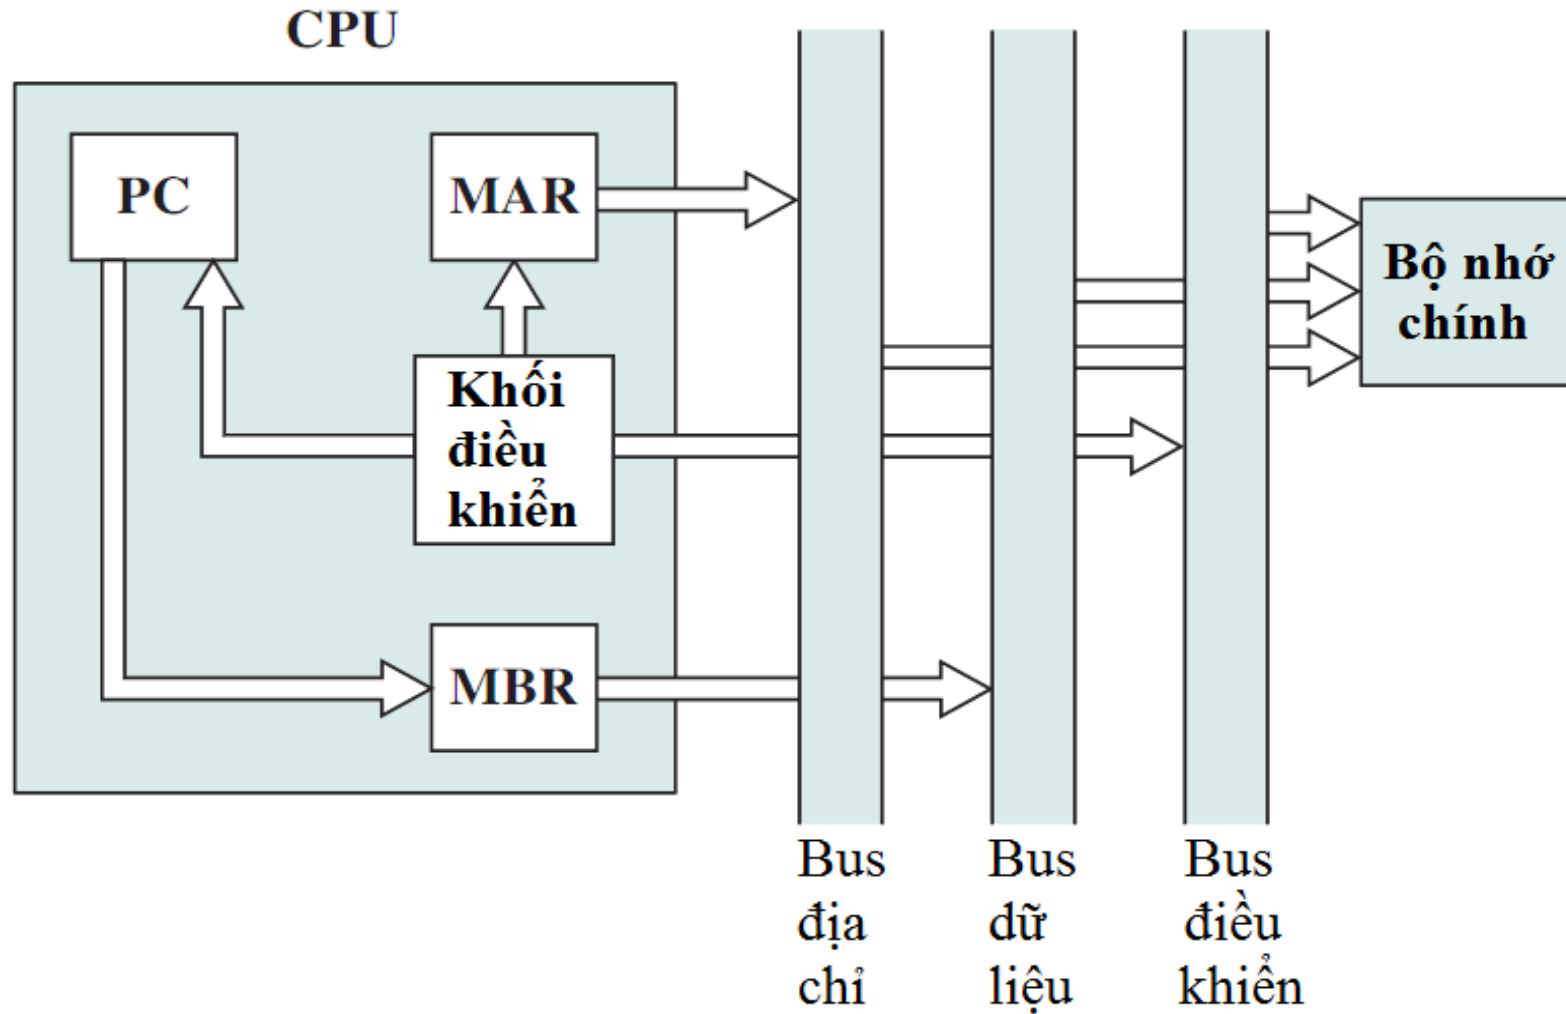 CPU
PC
MAR
Bộ nhớ
chính
Khối
điều
khiển
MBR
Bus
địa
chỉ
Bus
dữ
liệu
Bus
điều
khiển